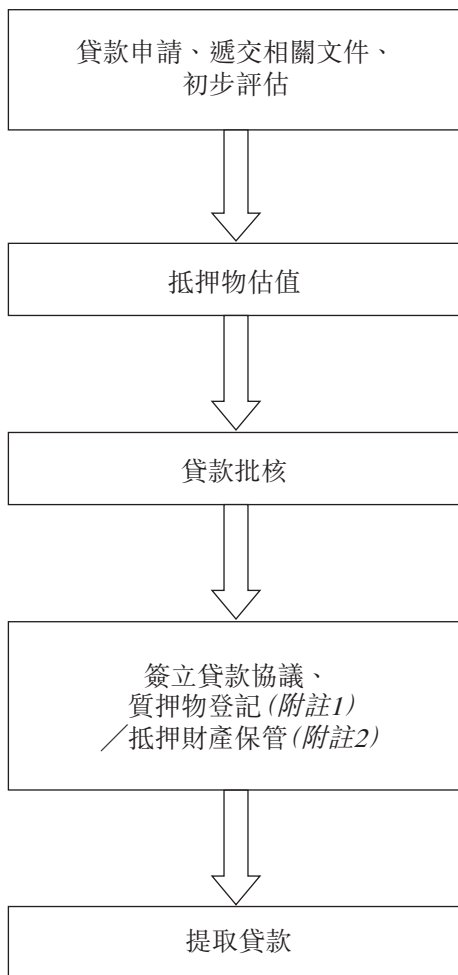 貸款申請、遞交相關文件、
初步評估
抵押物估值
貸款批核
簽立貸款協議、
質押物登記(附註1)
／抵押財產保管(附註2)
提取貸款